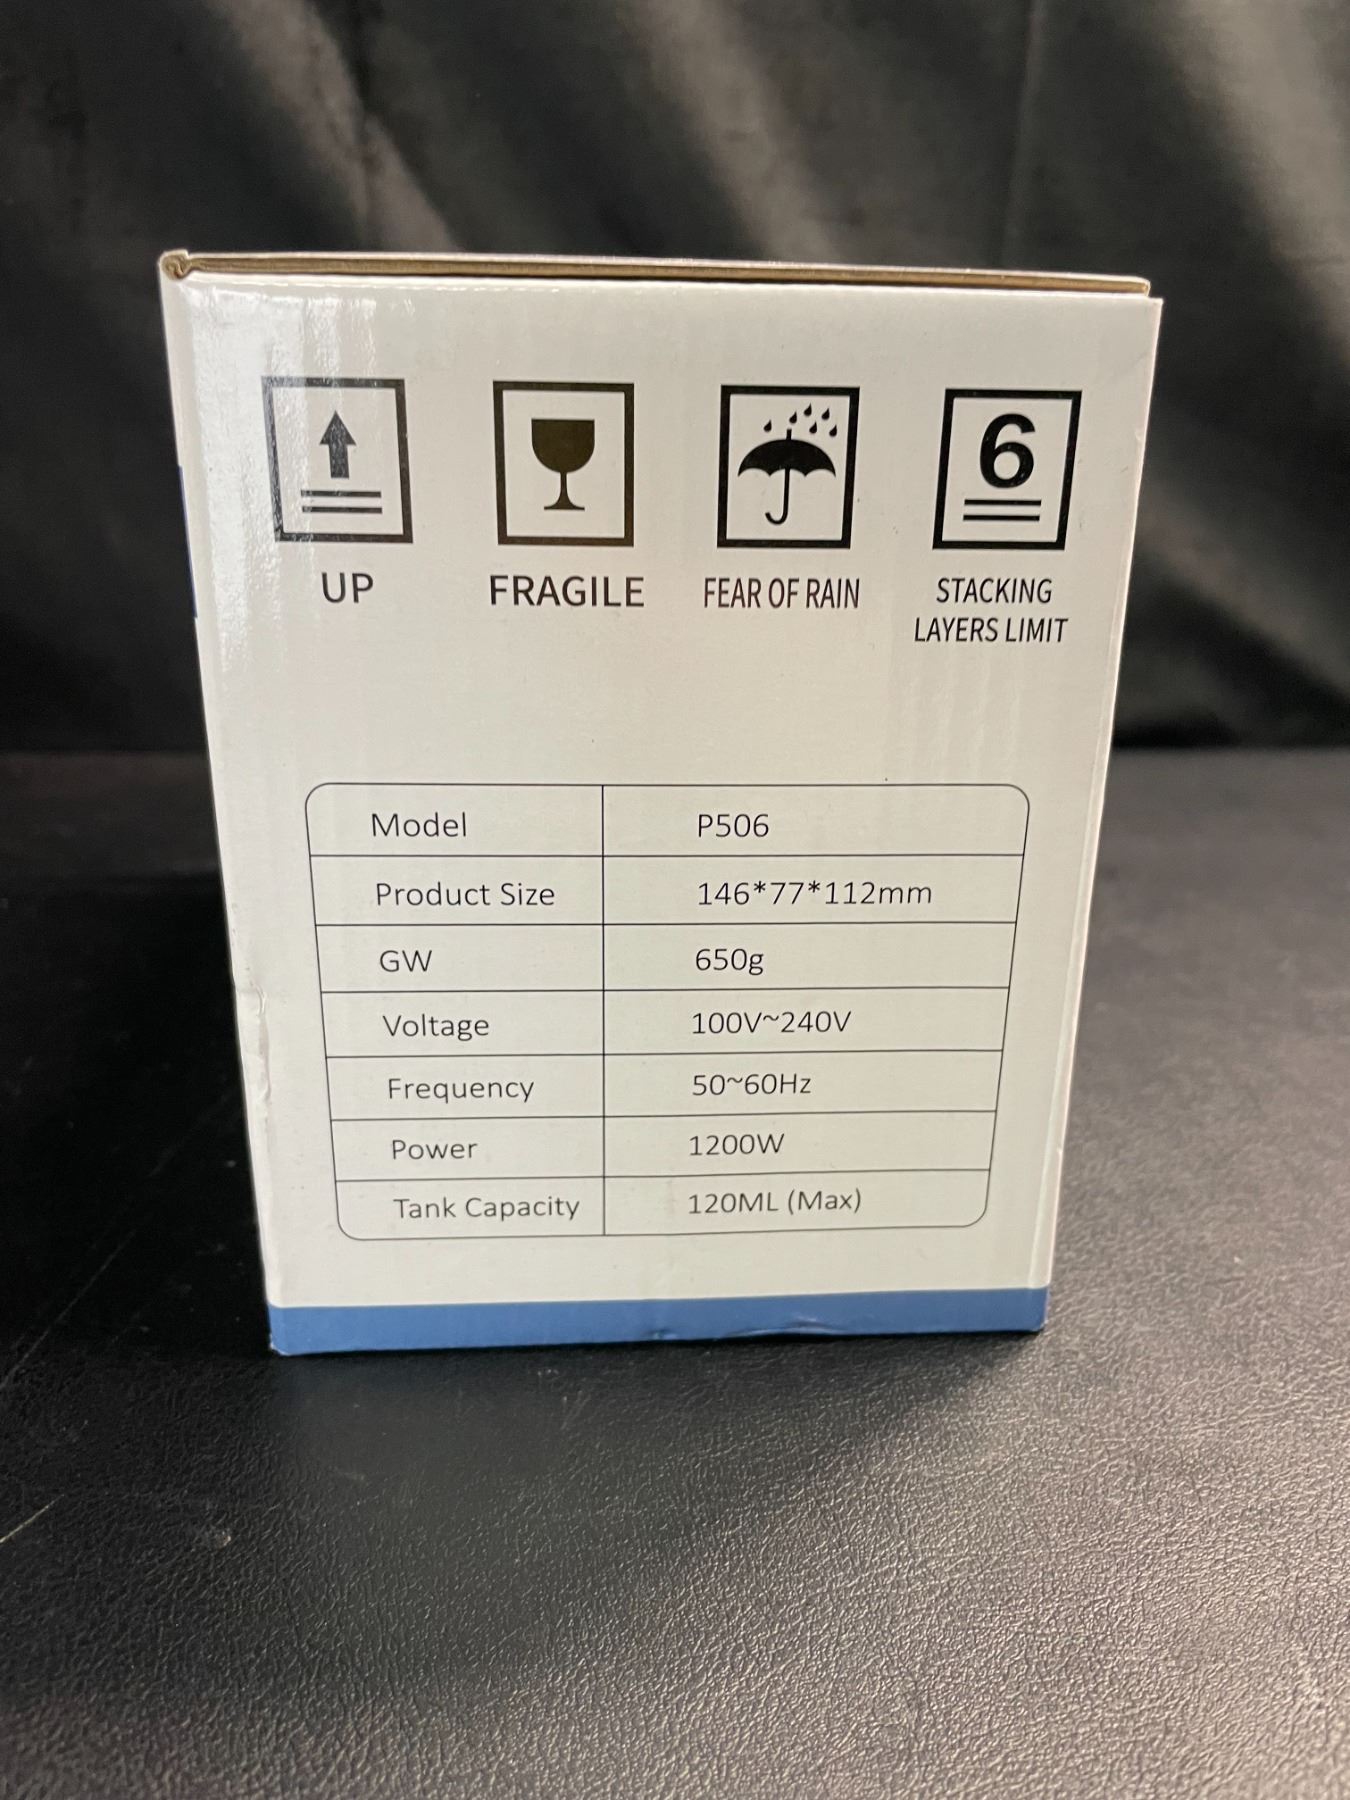 6
UP
FRAGILE
FEAR OF RAIN
STACKING
LAYERS LIMIT
Model P506
Product Size 146*77*112mm
GW 650g
Voltage 100V~240V
Frequency 50~60Hz
Power 1200W
Tank Capacity 120ML (Max)